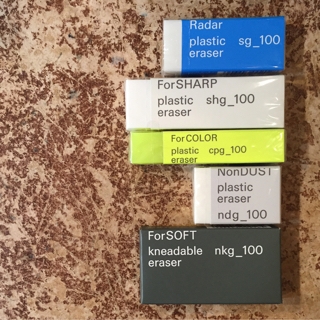 Radar
plastic sg_100
eraser
ForSHARP
plastic shg_100
eraser
ForCOLOR
plastic cpg_100
eraser
NonDUST
plastic
eraser
ndg_100
ForSOFT
kneadable nkg_100
eraser